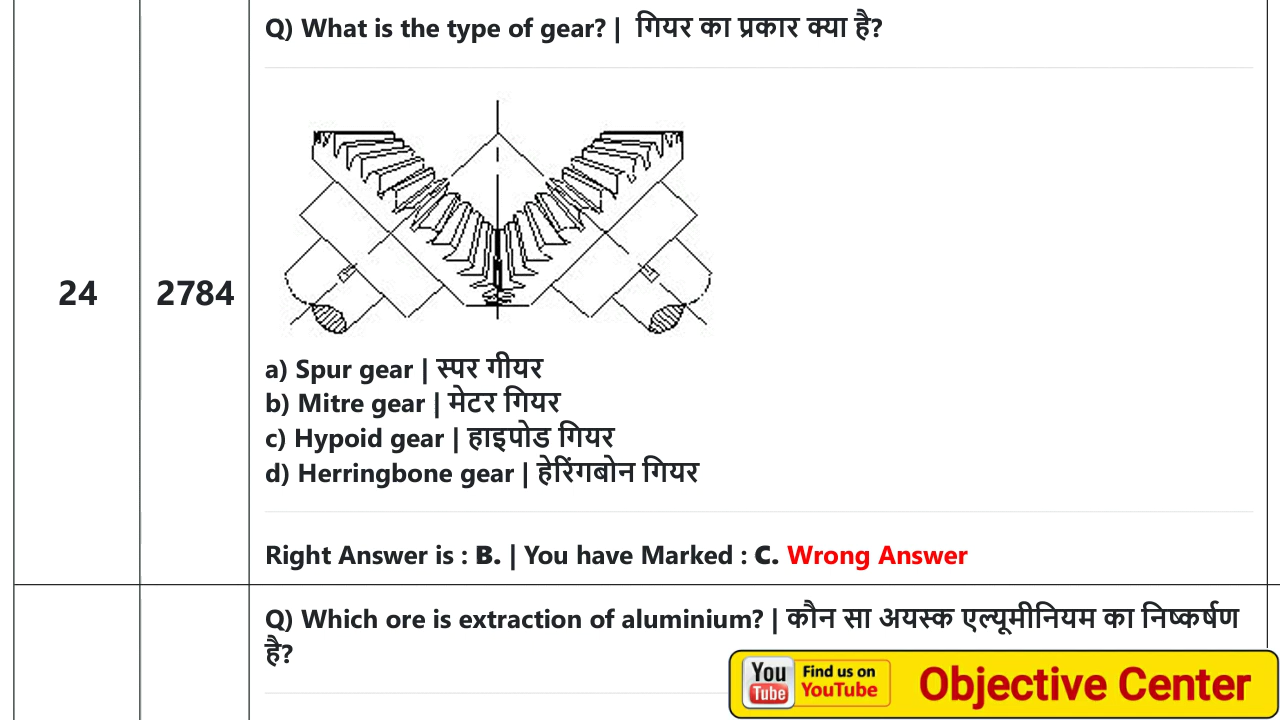 Q) What is the type of gear? | गियर का प्रकार क्या है?
24
2784
a) Spur gear | स्पर गीयर
b) Mitre gear | मेटर गियर
c) Hypoid gear | हाइपोड गियर
d) Herringbone gear | हेरिंगबोन गियर
Right Answer is : B. | You have Marked : C. Wrong Answer
Q) Which ore is extraction of aluminium? | कौन सा अयस्क एल्यूमीनियम का निष्कर्षण
है?
You
Tube
Find us on
YouTube
Objective Center